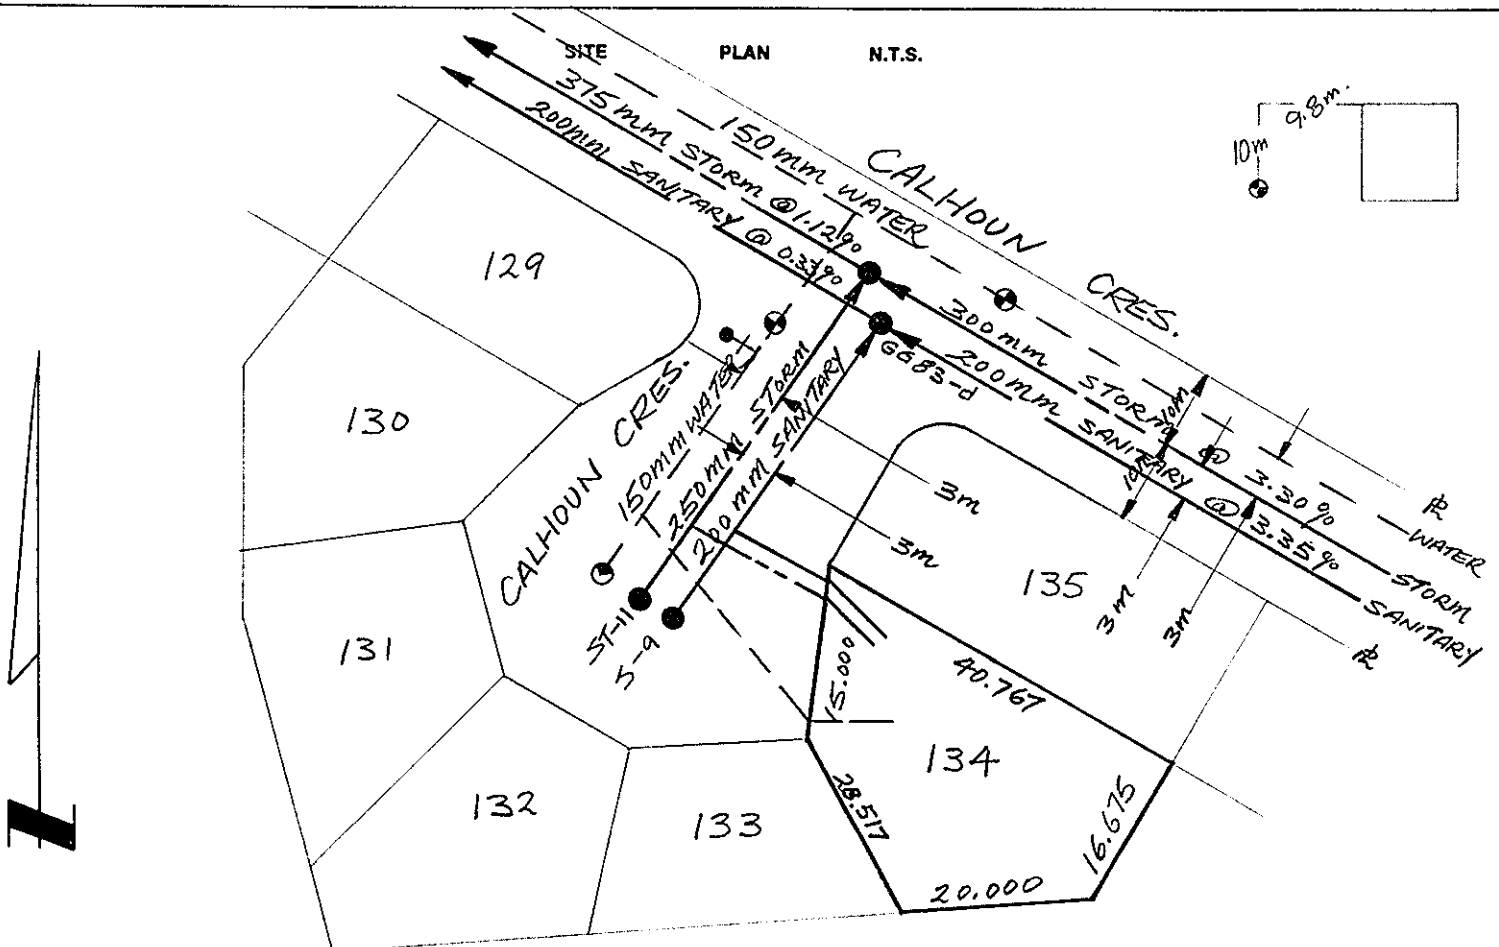 SITE PLAN N.T.S.
9.8m.
10m
375mm STORM @ 1.12%
200mm SANITARY @ 0.33%
150mm WATER
CALHOUN CRES.
129
130
131
132
133
134
135
CALHOUN CRES.
150mm WATER
250mm STORM
200mm SANITARY
GG83-d
300mm STORM @ 3.30%
200mm SANITARY @ 3.35%
10m
10m
3m
3m
3m
3m
ST-11
S-9
PL
WATER
STORM
SANITARY
PL
15.000
40.767
28.517
16.675
20.000